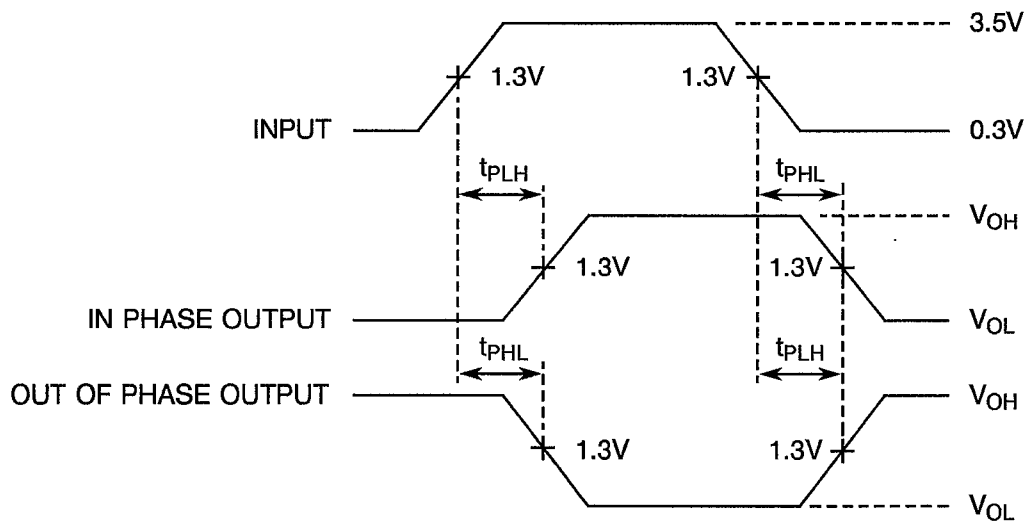 3.5V
1.3V 1.3V
INPUT 0.3V
tPLH tPHL
VOH
1.3V 1.3V
IN PHASE OUTPUT VOL
tPHL tPLH
OUT OF PHASE OUTPUT VOH
1.3V 1.3V
VOL